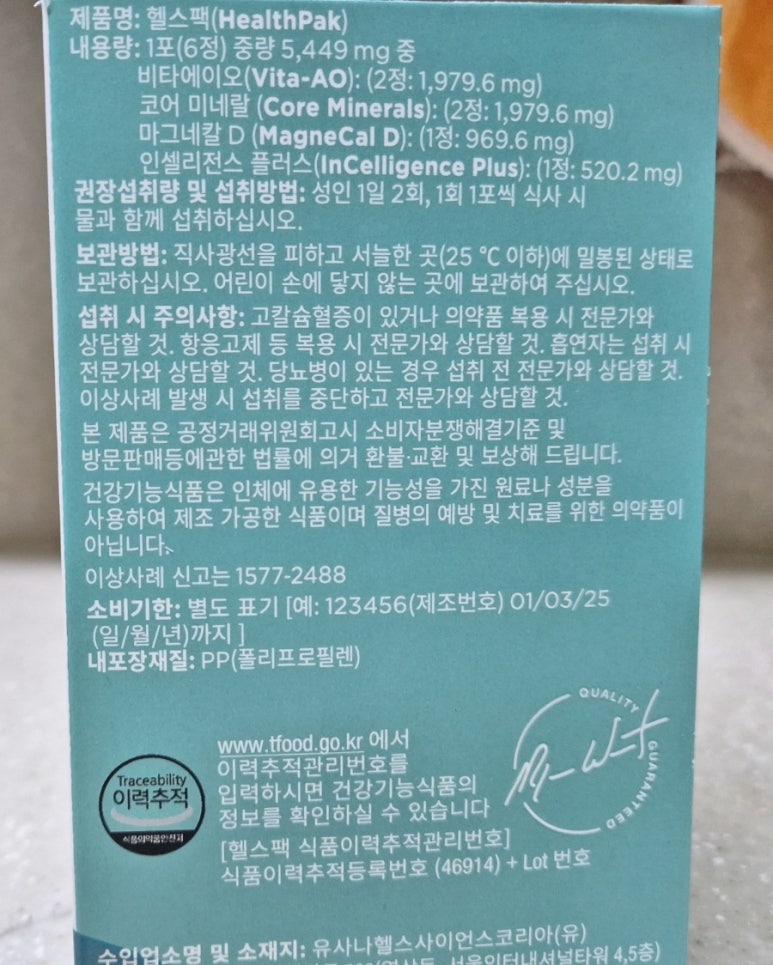 제품명: 헬스팩(HealthPak)
내용량: 1포(6정) 중량 5,449 mg 중
비타에이오(Vita-AO): (2정: 1,979.6 mg)
코어 미네랄 (Core Minerals): (2정: 1,979.6 mg)
마그네칼 D (MagneCal D): (1정: 969.6 mg)
인셀리전스 플러스(InCelligence Plus): (1정: 520.2 mg)
권장섭취량 및 섭취방법: 성인 1일 2회, 1회 1포씩 식사 시
물과 함께 섭취하십시오.
보관방법: 직사광선을 피하고 서늘한 곳(25 ℃ 이하)에 밀봉된 상태로
보관하십시오. 어린이 손에 닿지 않는 곳에 보관하여 주십시오.
섭취 시 주의사항: 고칼슘혈증이 있거나 의약품 복용 시 전문가와
상담할 것. 항응고제 등 복용 시 전문가와 상담할 것. 흡연자는 섭취 시
전문가와 상담할 것. 당뇨병이 있는 경우 섭취 전 전문가와 상담할 것.
이상사례 발생 시 섭취를 중단하고 전문가와 상담할 것.
본 제품은 공정거래위원회고시 소비자분쟁해결기준 및
방문판매등에관한 법률에 의거 환불·교환 및 보상해 드립니다.
건강기능식품은 인체에 유용한 기능성을 가진 원료나 성분을
사용하여 제조 가공한 식품이며 질병의 예방 및 치료를 위한 의약품이
아닙니다.
이상사례 신고는 1577-2488
소비기한: 별도 표기 [예: 123456(제조번호) 01/03/25
(일/월/년)까지 ]
내포장재질: PP(폴리프로필렌)
QUALITY
GUARANTEED
www.tfood.go.kr 에서
이력추적관리번호를
입력하시면 건강기능식품의
정보를 확인하실 수 있습니다
Traceability
이력추적
식품의약품안전처
[헬스팩 식품이력추적관리번호]
식품이력추적등록번호 (46914) + Lot 번호
수입업소명 및 소재지: 유사나헬스사이언스코리아(유)
서울인터내셔널타워 4,5층)